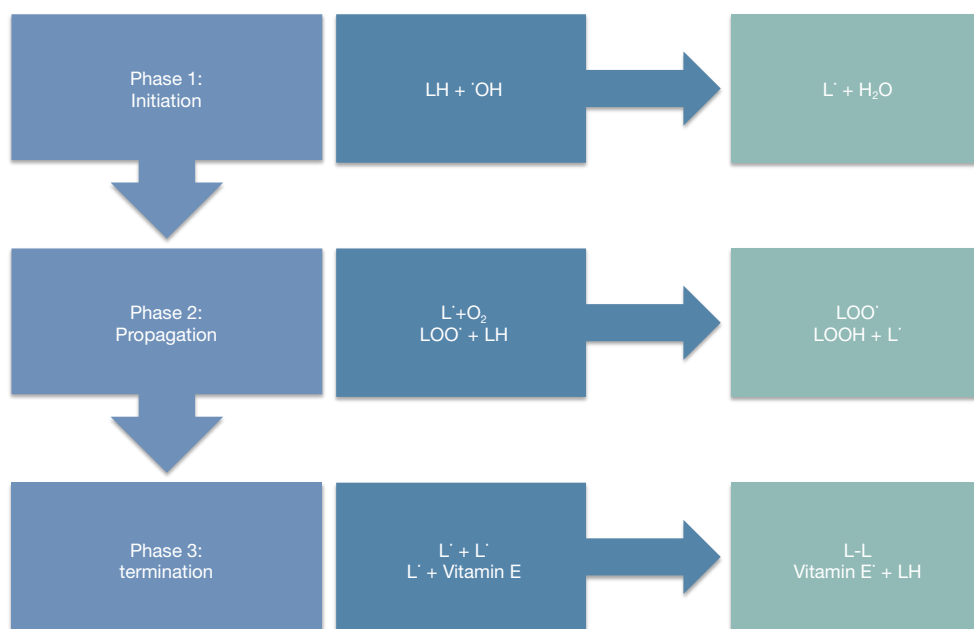 Phase 1:
Initiation
LH + ˙OH
L˙ + H₂O
Phase 2:
Propagation
L˙+O₂
LOO˙ + LH
LOO˙
LOOH + L˙
Phase 3:
termination
L˙ + L˙
L˙ + Vitamin E
L-L
Vitamin E˙ + LH